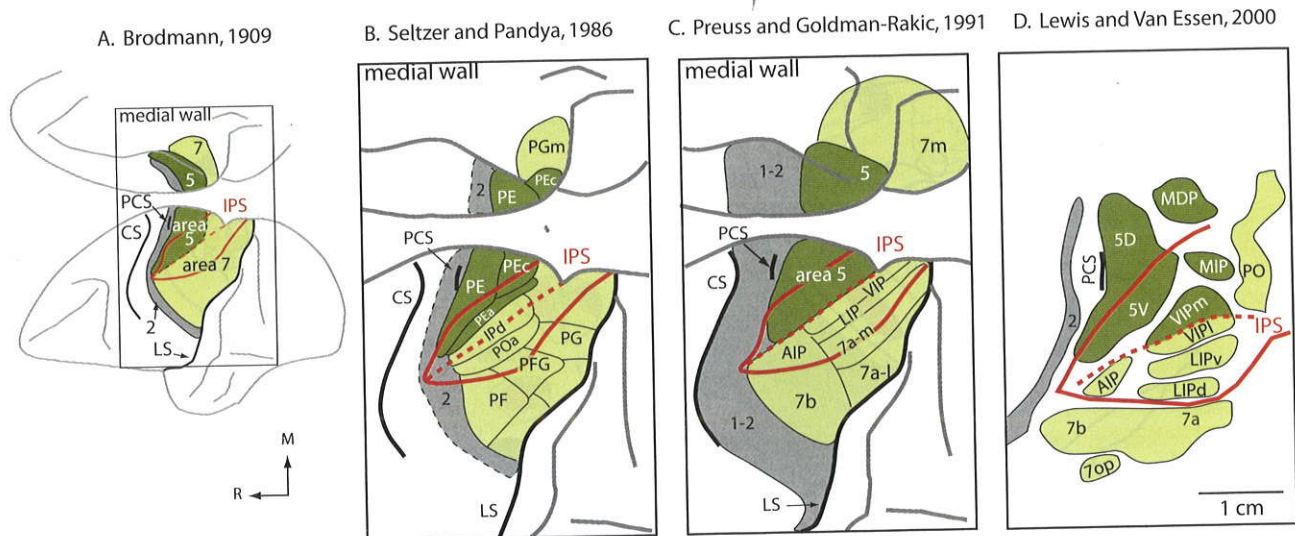 A. Brodmann, 1909
medial wall
7
5
PCS
IPS
CS
area
5
area 7
2
LS
M
R
B. Seltzer and Pandya, 1986
medial wall
PGm
2
PE
PEc
PCS
IPS
CS
PE
PEc
PEa
IPd
POa
PG
PFG
2
PF
LS
C. Preuss and Goldman-Rakic, 1991
medial wall
7m
1-2
5
PCS
IPS
CS
area 5
LIP
VIP
AIP
7a-m
7a-l
7b
1-2
LS
D. Lewis and Van Essen, 2000
MDP
5D
PCS
MIP
PO
2
5V
VIPm
VIPl
IPS
LIPv
AIP
LIPd
7b
7a
7op
1 cm